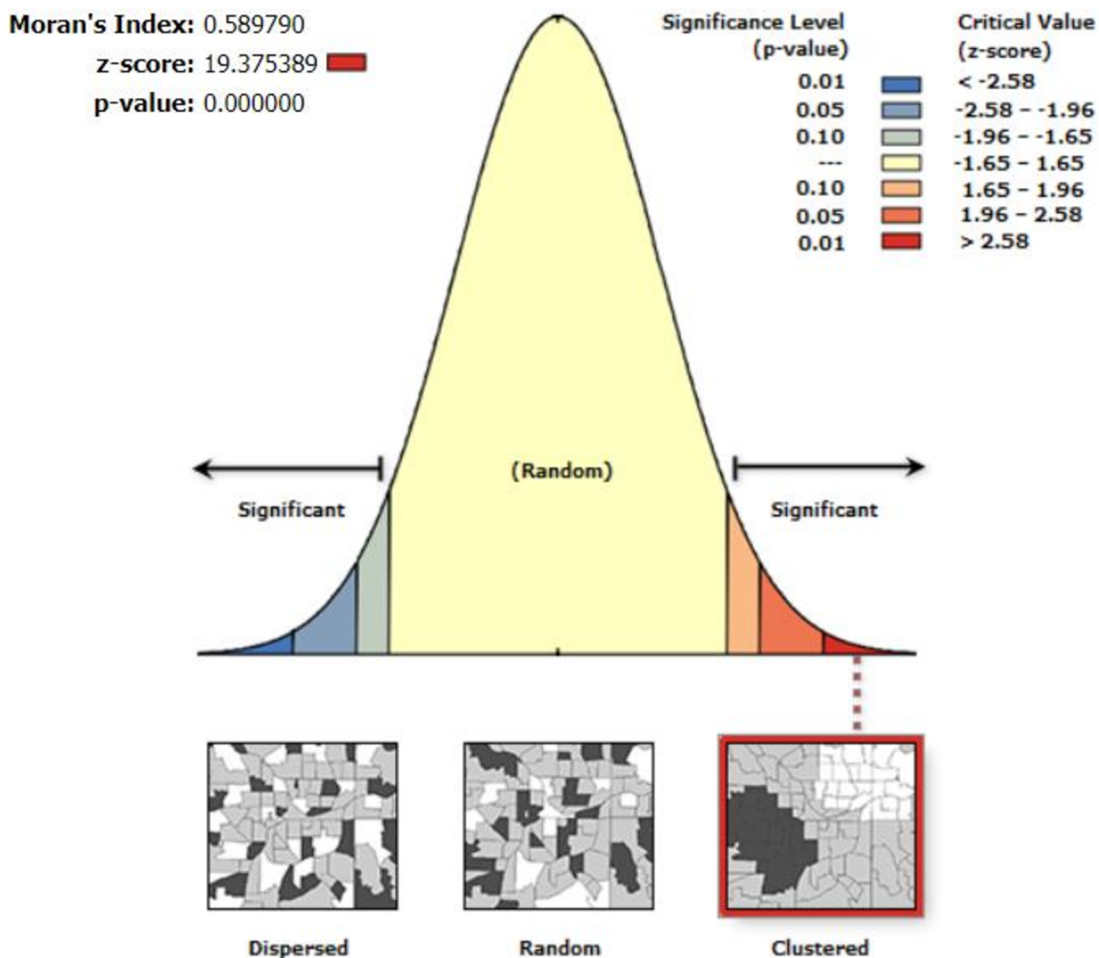 Moran's Index: 0.589790
z-score: 19.375389
p-value: 0.000000
Significance Level
(p-value)
0.01
0.05
0.10
---
0.10
0.05
0.01
Critical Value
(z-score)
< -2.58
-2.58 – -1.96
-1.96 – -1.65
-1.65 – 1.65
1.65 – 1.96
1.96 – 2.58
> 2.58
(Random)
Significant
Significant
Dispersed
Random
Clustered